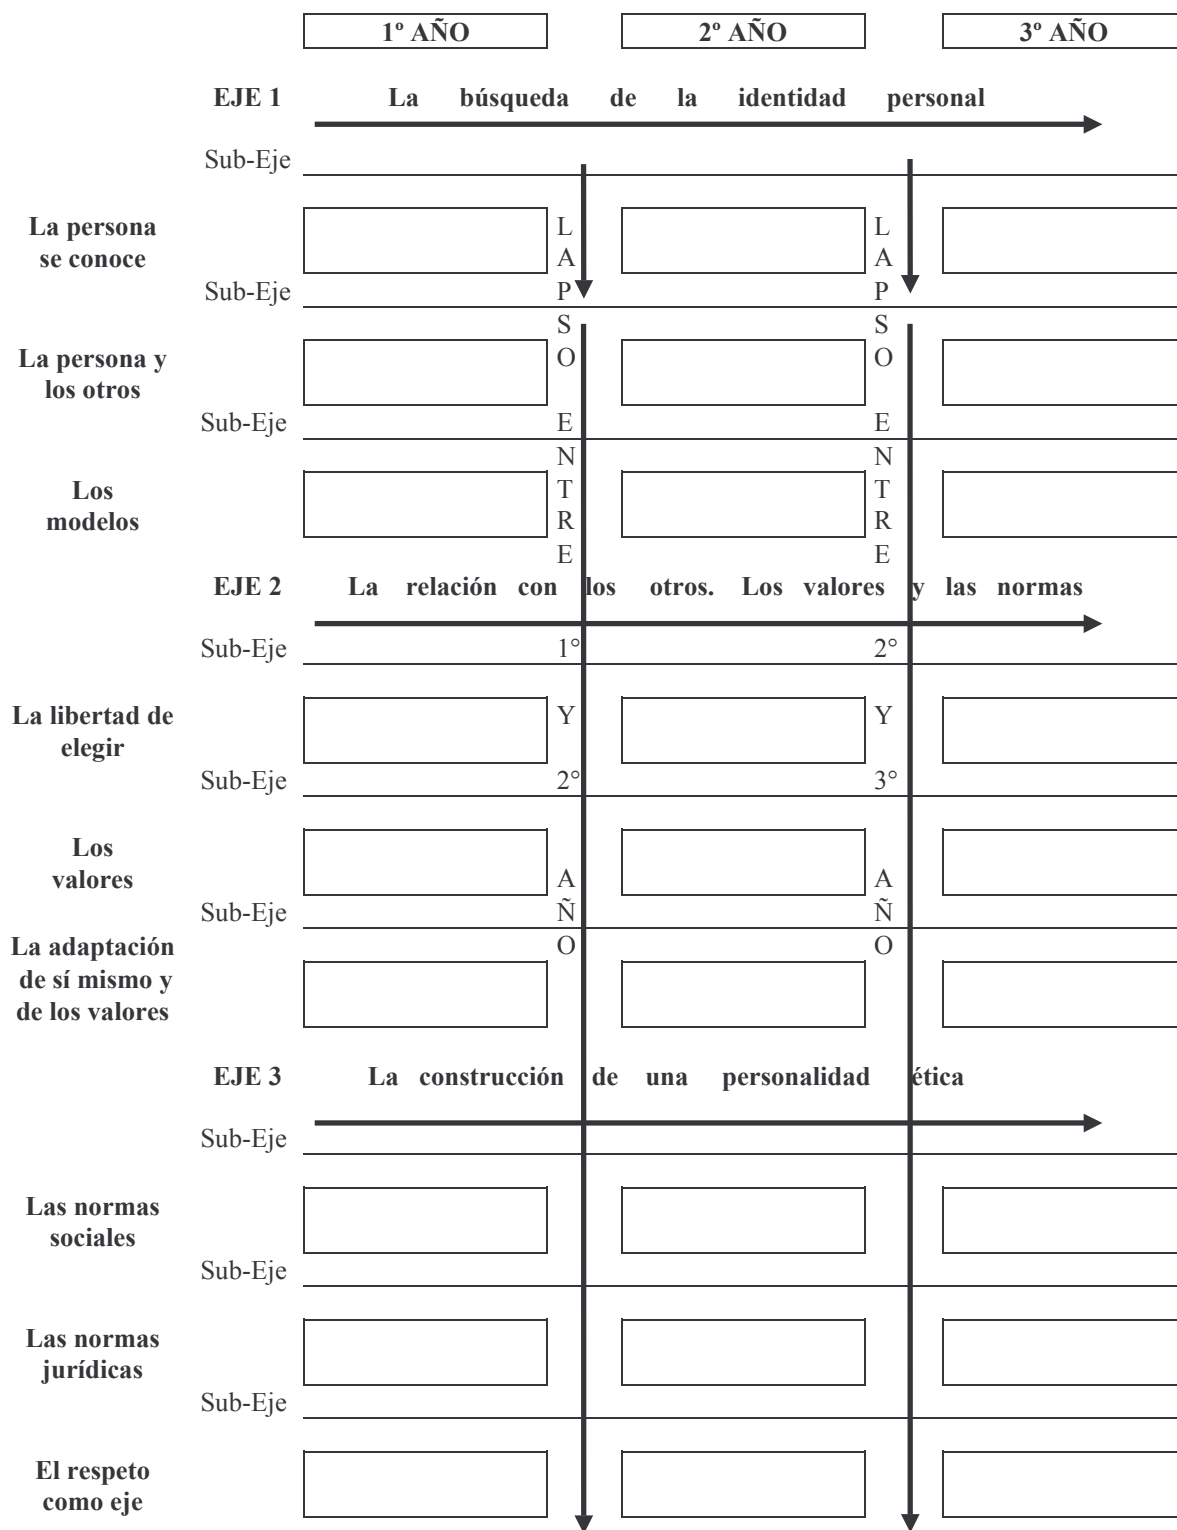 1º AÑO 2º AÑO 3º AÑO
EJE 1 La búsqueda de la identidad personal
Sub-Eje
La persona
se conoce
Sub-Eje
La persona y
los otros
Sub-Eje
Los
modelos
LAPSO ENTRE
LAPSO ENTRE
EJE 2 La relación con los otros. Los valores y las normas
Sub-Eje
1° Y 2° AÑO
2° Y 3° AÑO
La libertad de
elegir
Sub-Eje
Los
valores
Sub-Eje
La adaptación
de sí mismo y
de los valores
EJE 3 La construcción de una personalidad ética
Sub-Eje
Las normas
sociales
Sub-Eje
Las normas
jurídicas
Sub-Eje
El respeto
como eje